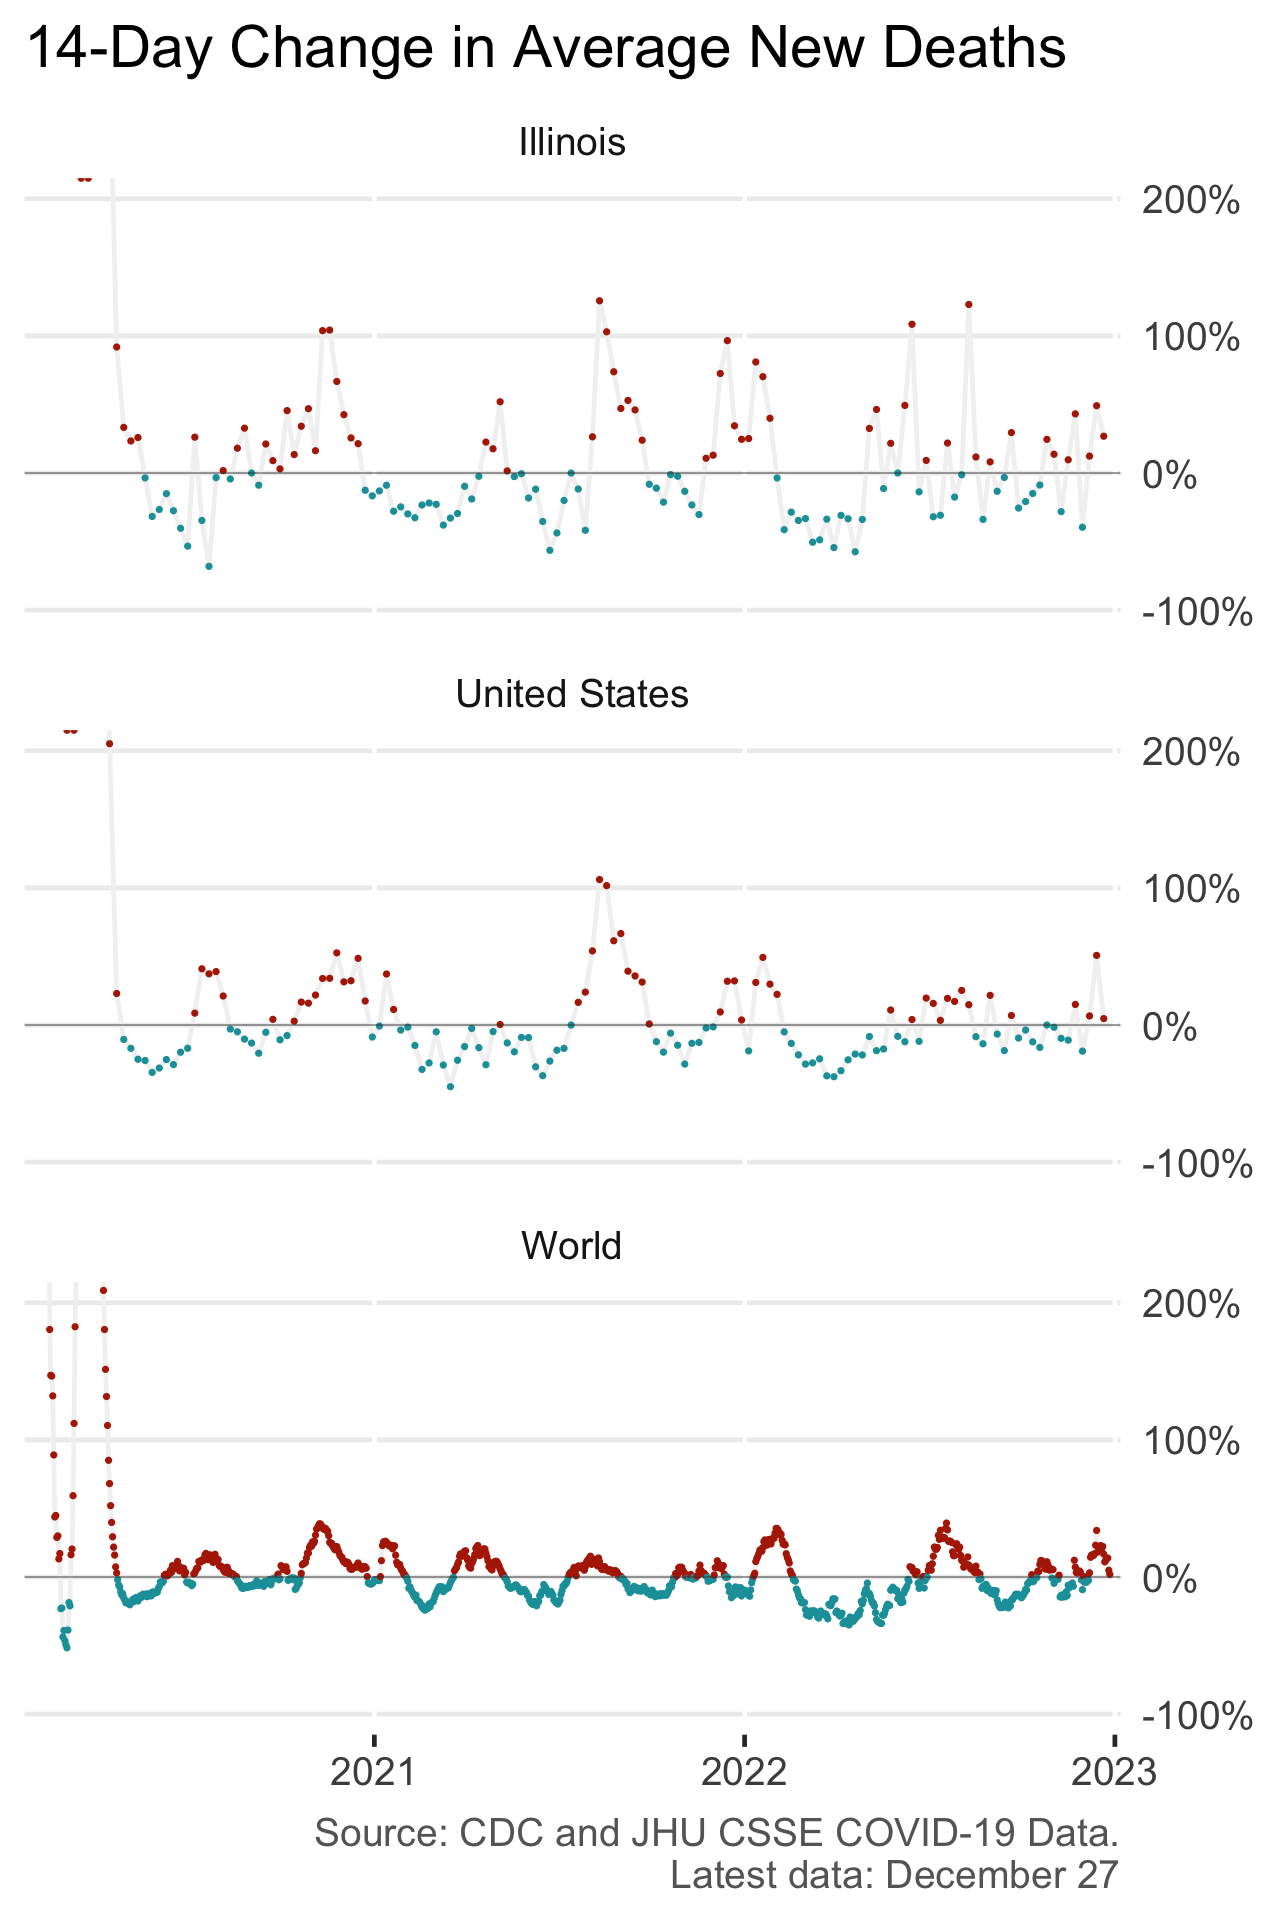 14-Day Change in Average New Deaths
Illinois
200%
100%
0%
-100%
United States
200%
100%
0%
-100%
World
200%
100%
0%
-100%
2021 2022 2023
Source: CDC and JHU CSSE COVID-19 Data.
Latest data: December 27